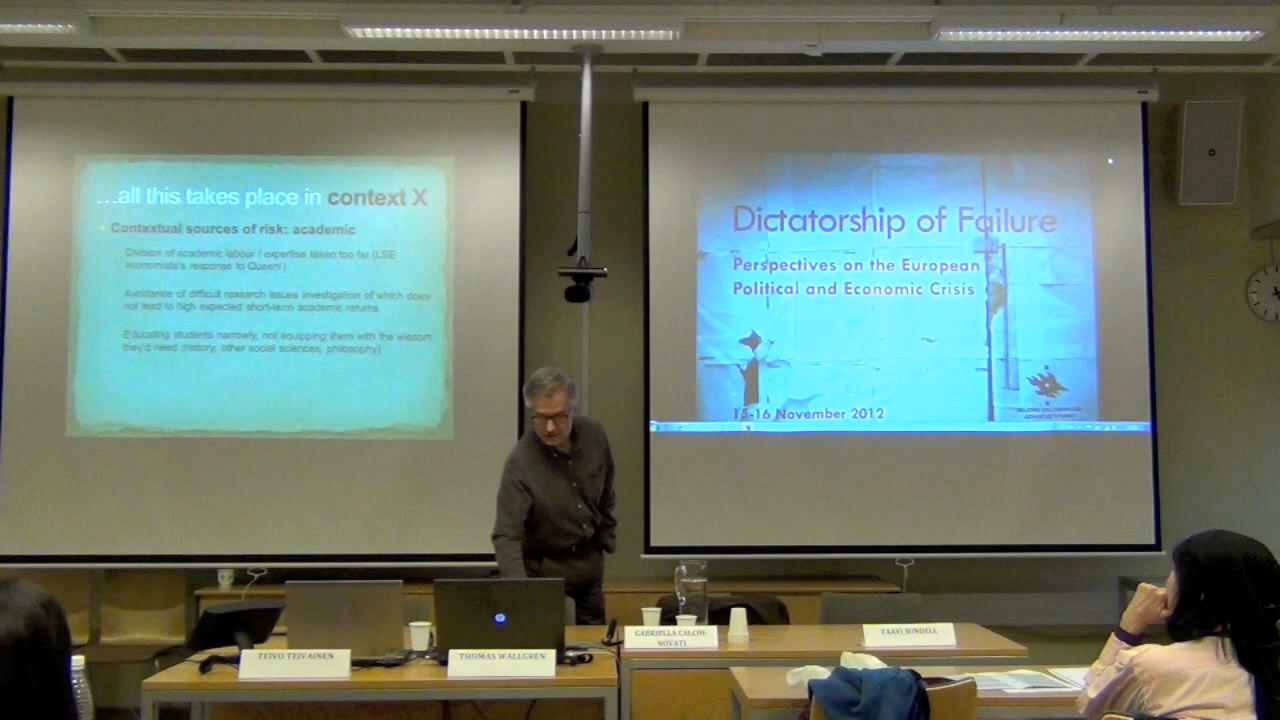 …all this takes place in context X
Contextual sources of risk: academic
Division of academic labour / expertise taken too far (LSE
economists's response to Queen!)
Avoidance of difficult research issues investigation of which does
not lead to high expected short-term academic returns
Educating students narrowly, not equipping them with the wisdom
they'd need (history, other social sciences, philosophy)
Dictatorship of Failure
Perspectives on the European
Political and Economic Crisis
15-16 November 2012
TEIVO TEIVAINEN
THOMAS WALLGREN
GABRIELLA CALCHI-
NOVATI
TAAVI SUNDELL
hp